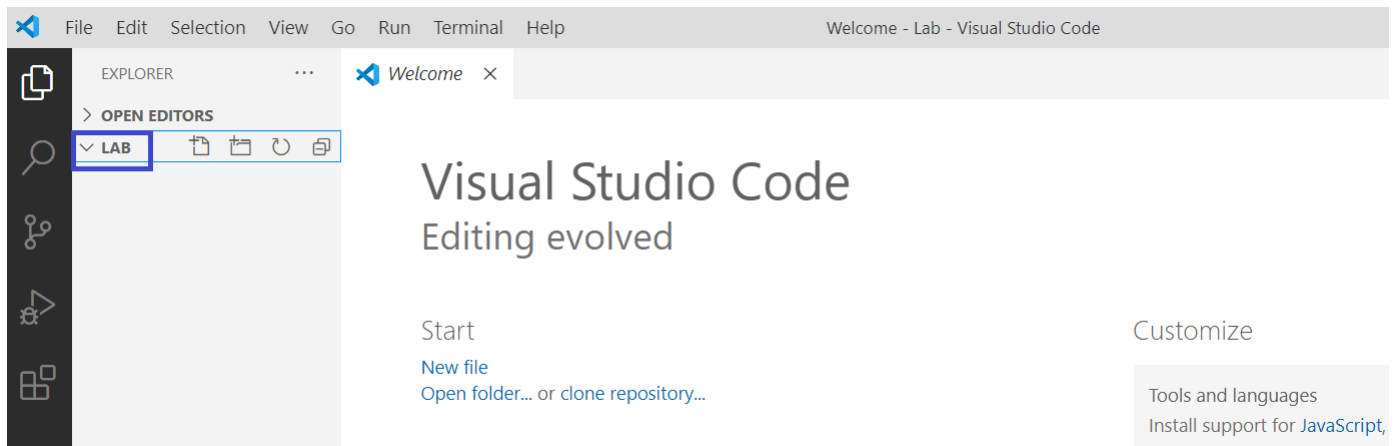 File Edit Selection View Go Run Terminal Help Welcome - Lab - Visual Studio Code
EXPLORER
Welcome
OPEN EDITORS
LAB
Visual Studio Code
Editing evolved
Start
New file
Open folder... or clone repository...
Customize
Tools and languages
Install support for JavaScript,